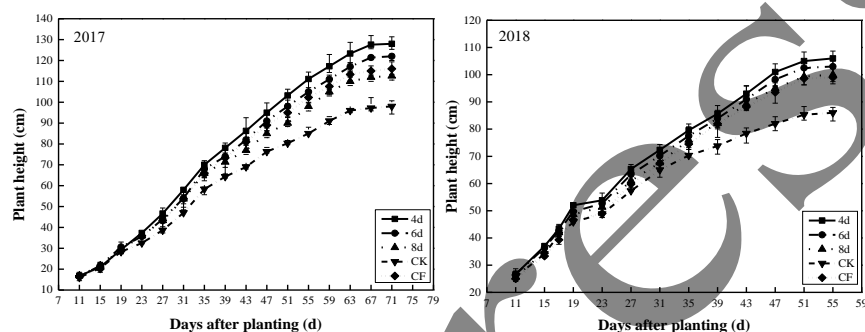 2017
Plant height (cm)
140
130
120
110
100
90
80
70
60
50
40
30
20
10
7 11 15 19 23 27 31 35 39 43 47 51 55 59 63 67 71 75 79
Days after planting (d)
4d
6d
8d
CK
CF
2018
Plant height (cm)
120
110
100
90
80
70
60
50
40
30
20
7 11 15 19 23 27 31 35 39 43 47 51 55 59
Days after planting (d)
4d
6d
8d
CK
CF